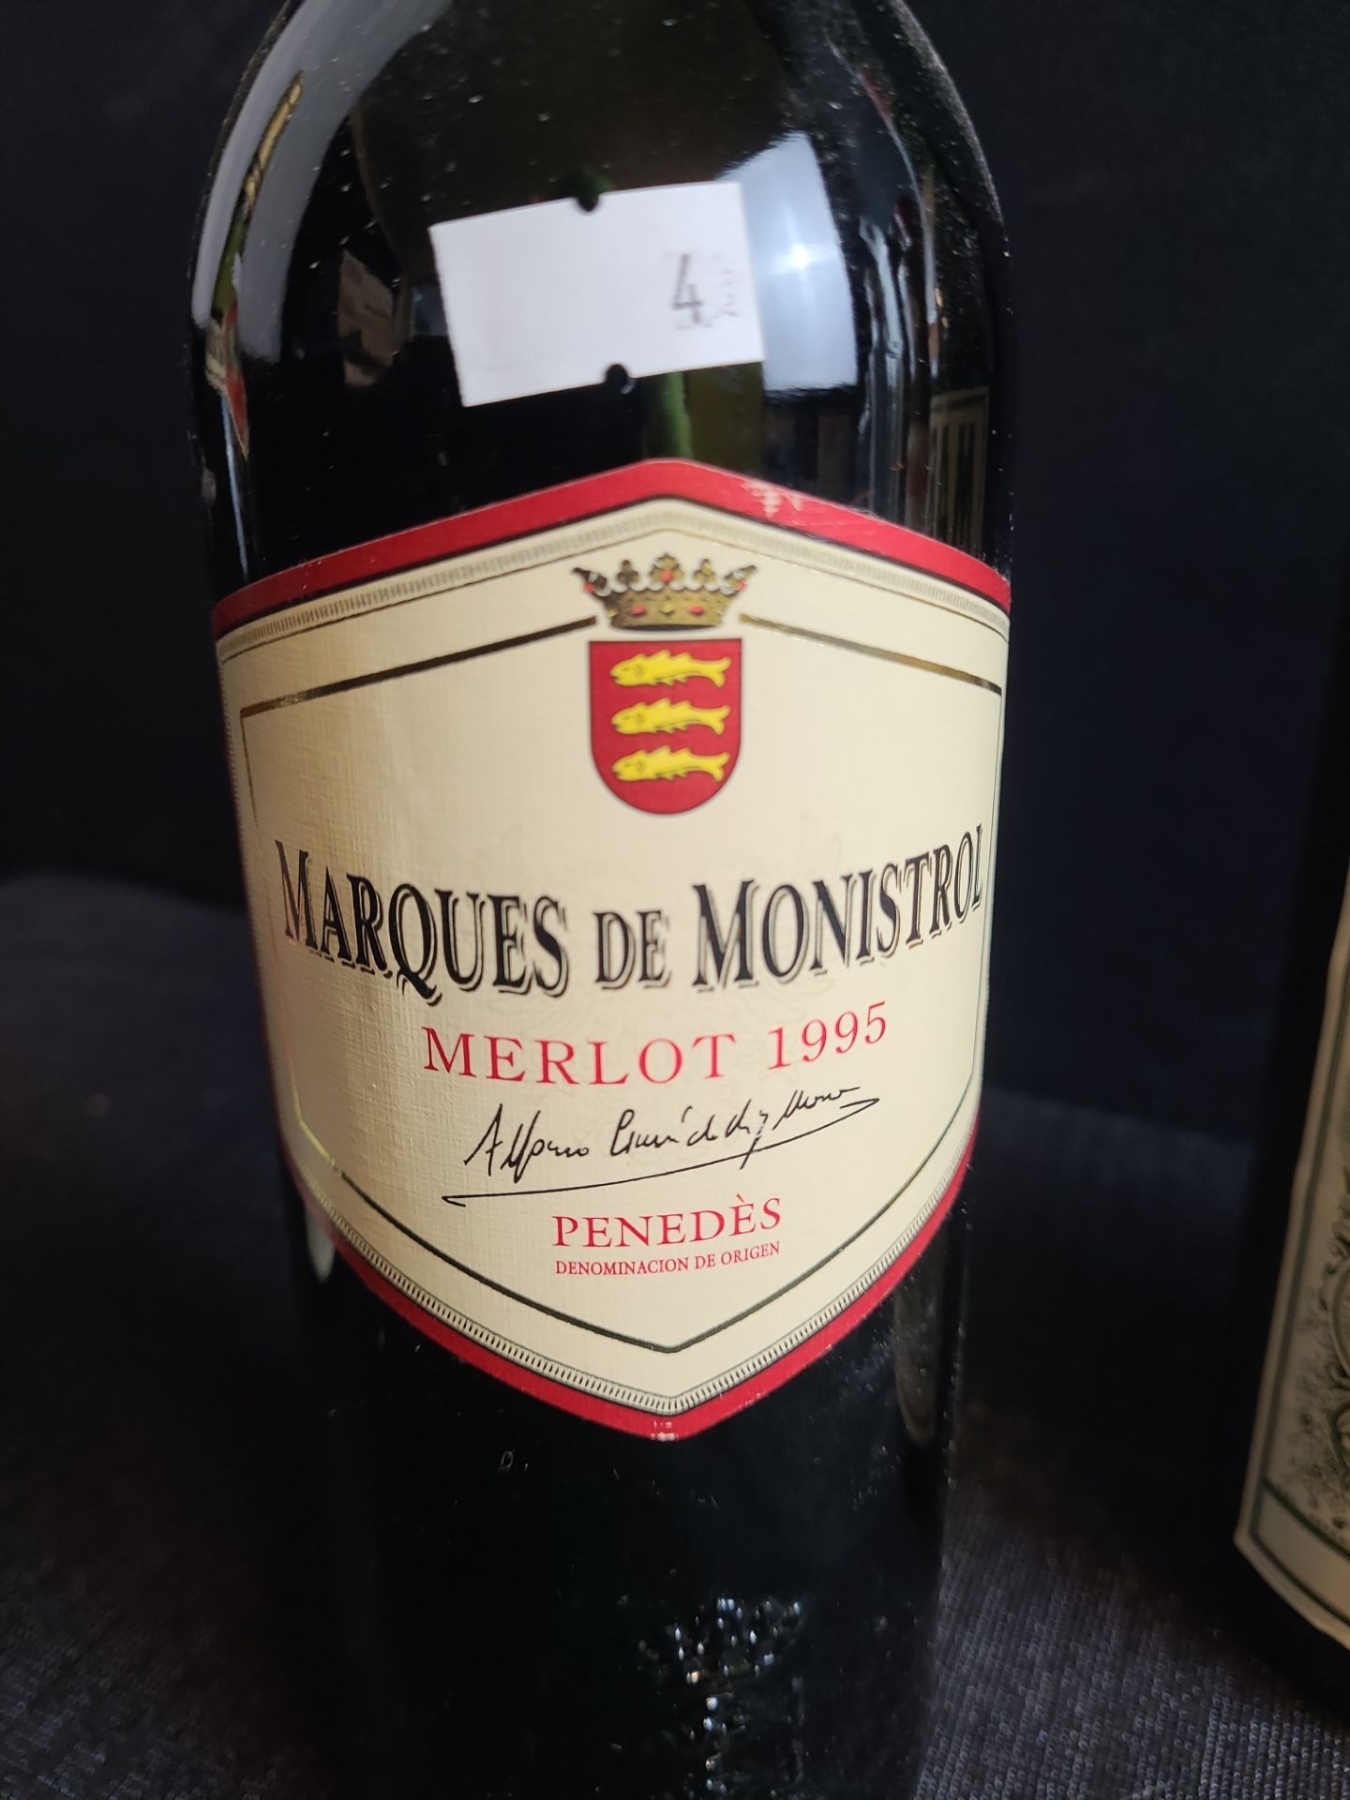 4
MARQUES DE MONISTROL
MERLOT 1995
PENEDÈS
DENOMINACION DE ORIGEN